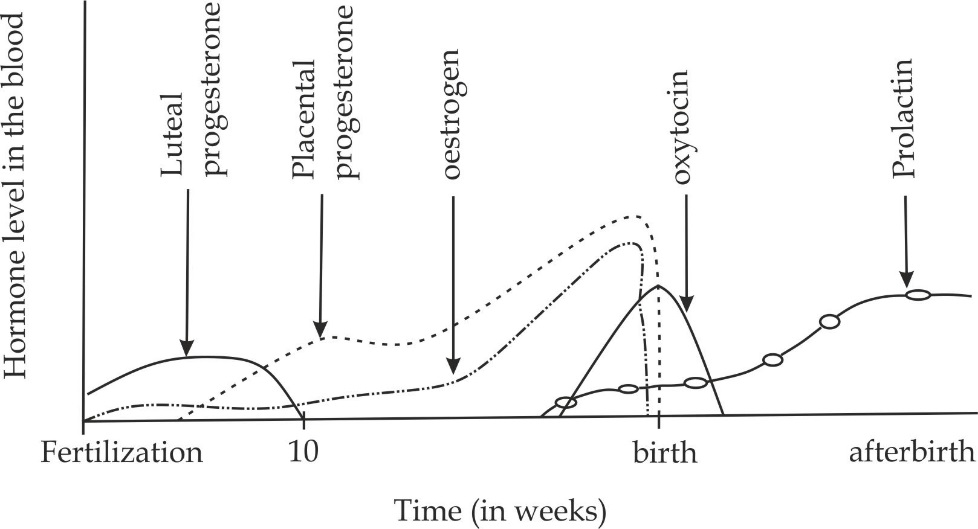 Hormone level in the blood
Luteal
progesterone
Placental
progesterone
oestrogen
oxytocin
Prolactin
Fertilization
10
birth
afterbirth
Time (in weeks)